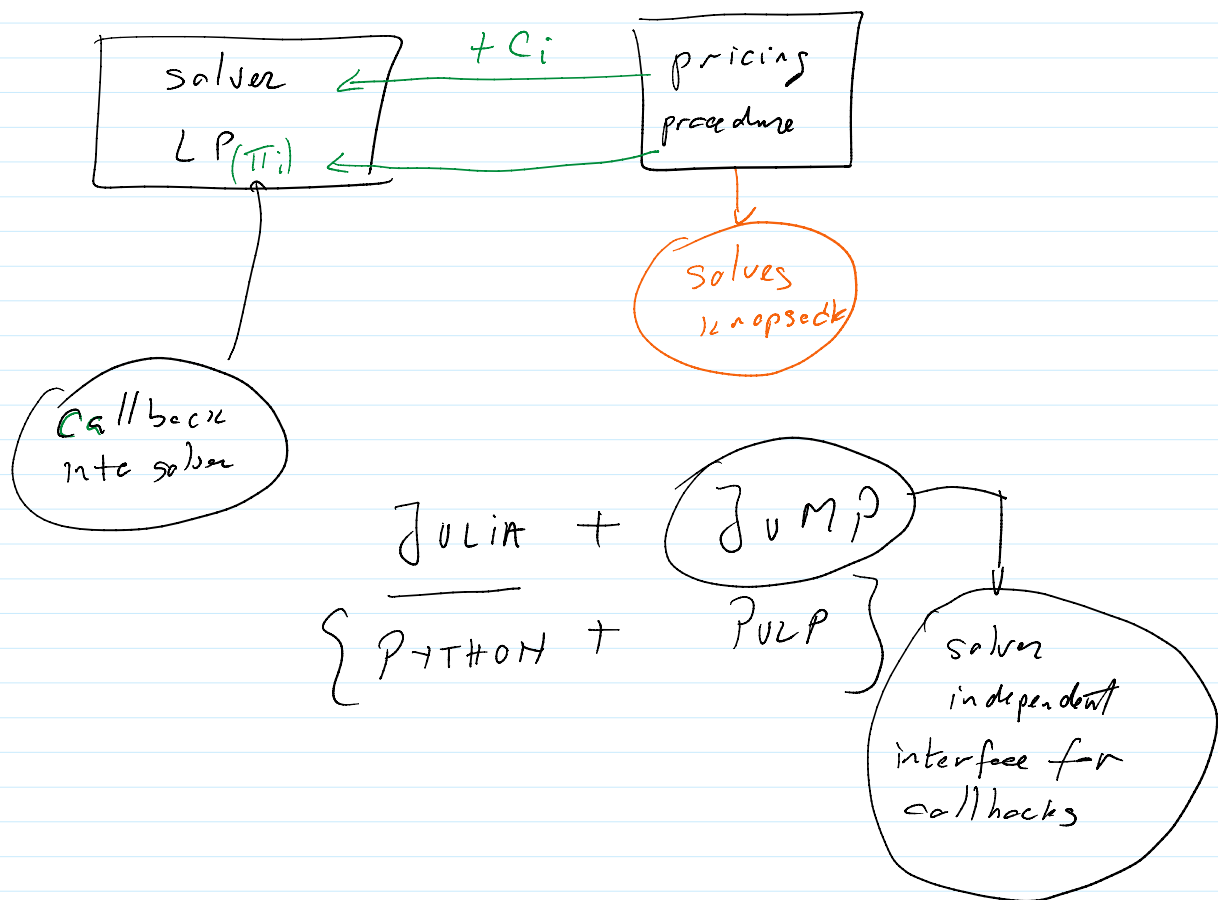 + Ci
solver
LP(πi)
pricing
procedure
solves
knapsack
callback
into solver
JULIA + JuMP
{ PYTHON + PULP }
solver
independent
interface for
callbacks